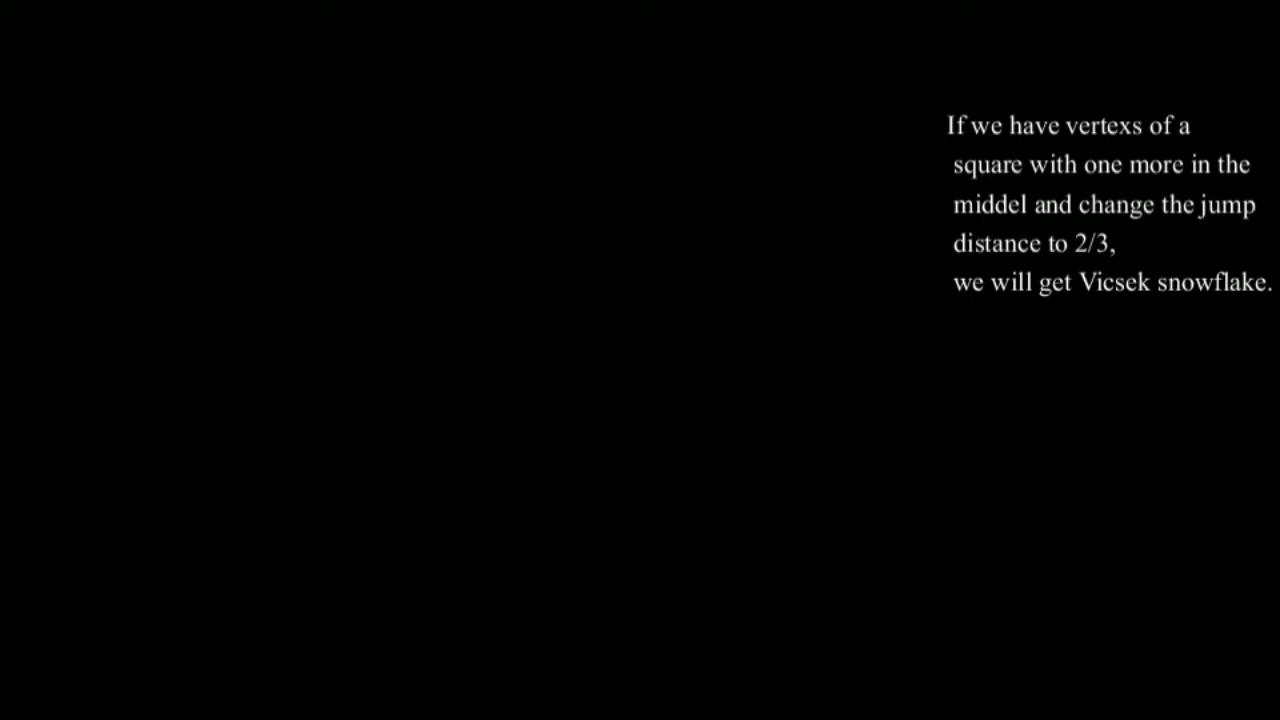 If we have vertexs of a
square with one more in the
middel and change the jump
distance to 2/3,
we will get Vicsek snowflake.